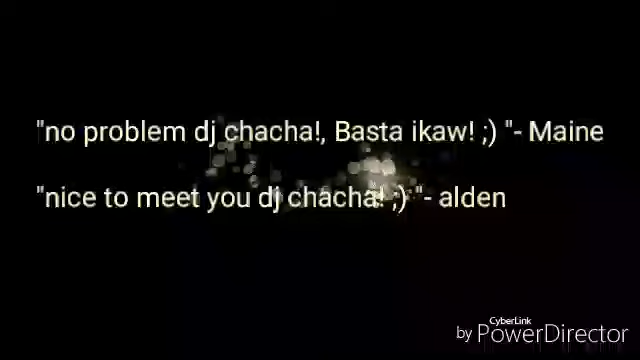 "no problem dj chacha!, Basta ikaw! ;) "- Maine
"nice to meet you dj chacha! ;) "- alden
CyberLink
by PowerDirector